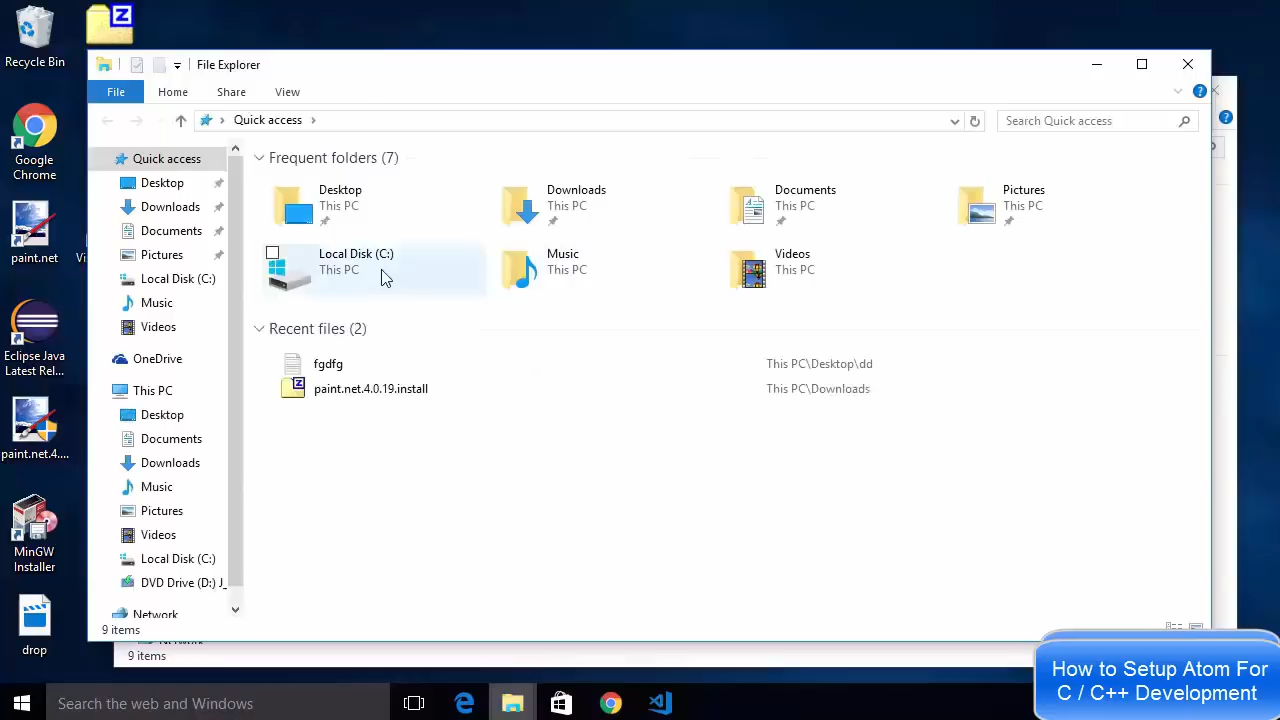 Recycle Bin
Z
File Explorer
File
Home
Share
View
Quick access
Search Quick access
Google
Chrome
paint.net
Eclipse Java
Latest Rel...
paint.net.4....
MinGW
Installer
drop
Quick access
Desktop
Downloads
Documents
Pictures
Local Disk (C:)
Music
Videos
OneDrive
This PC
Desktop
Documents
Downloads
Music
Pictures
Videos
Local Disk (C:)
DVD Drive (D:) J_
Network
Frequent folders (7)
Desktop
This PC
Downloads
This PC
Documents
This PC
Pictures
This PC
Local Disk (C:)
This PC
Music
This PC
Videos
This PC
Recent files (2)
fgdfg
This PC\Desktop\dd
paint.net.4.0.19.install
This PC\Downloads
9 items
9 items
How to Setup Atom For
C / C++ Development
Search the web and Windows